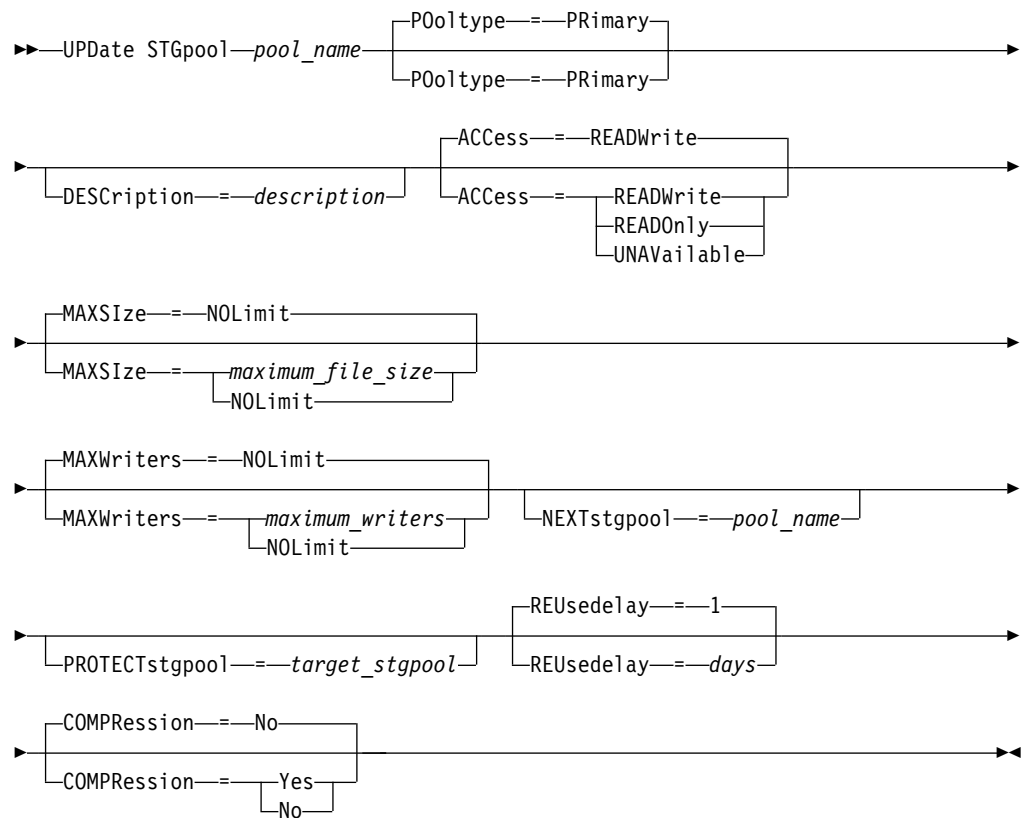 POoltype = PRimary
UPDate STGpool pool_name
POoltype = PRimary
ACCess = READWrite
DESCription = description
ACCess = READWrite
READOnly
UNAVailable
MAXSIze = NOLimit
MAXSIze = maximum_file_size
NOLimit
MAXWriters = NOLimit
MAXWriters = maximum_writers
NOLimit
NEXTstgpool = pool_name
REUsedelay = 1
PROTECTstgpool = target_stgpool
REUsedelay = days
COMPRession = No
COMPRession = Yes
No